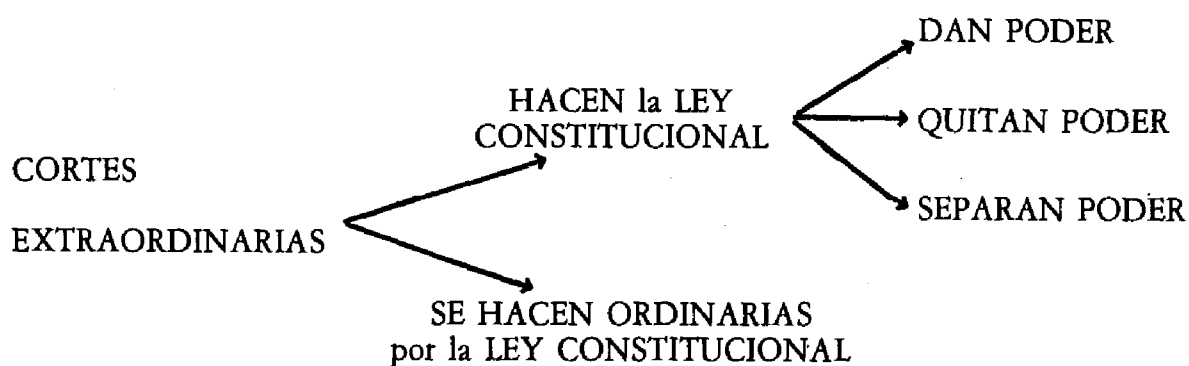 CORTES
EXTRAORDINARIAS
HACEN la LEY
CONSTITUCIONAL
DAN PODER
QUITAN PODER
SEPARAN PODER
SE HACEN ORDINARIAS
por la LEY CONSTITUCIONAL